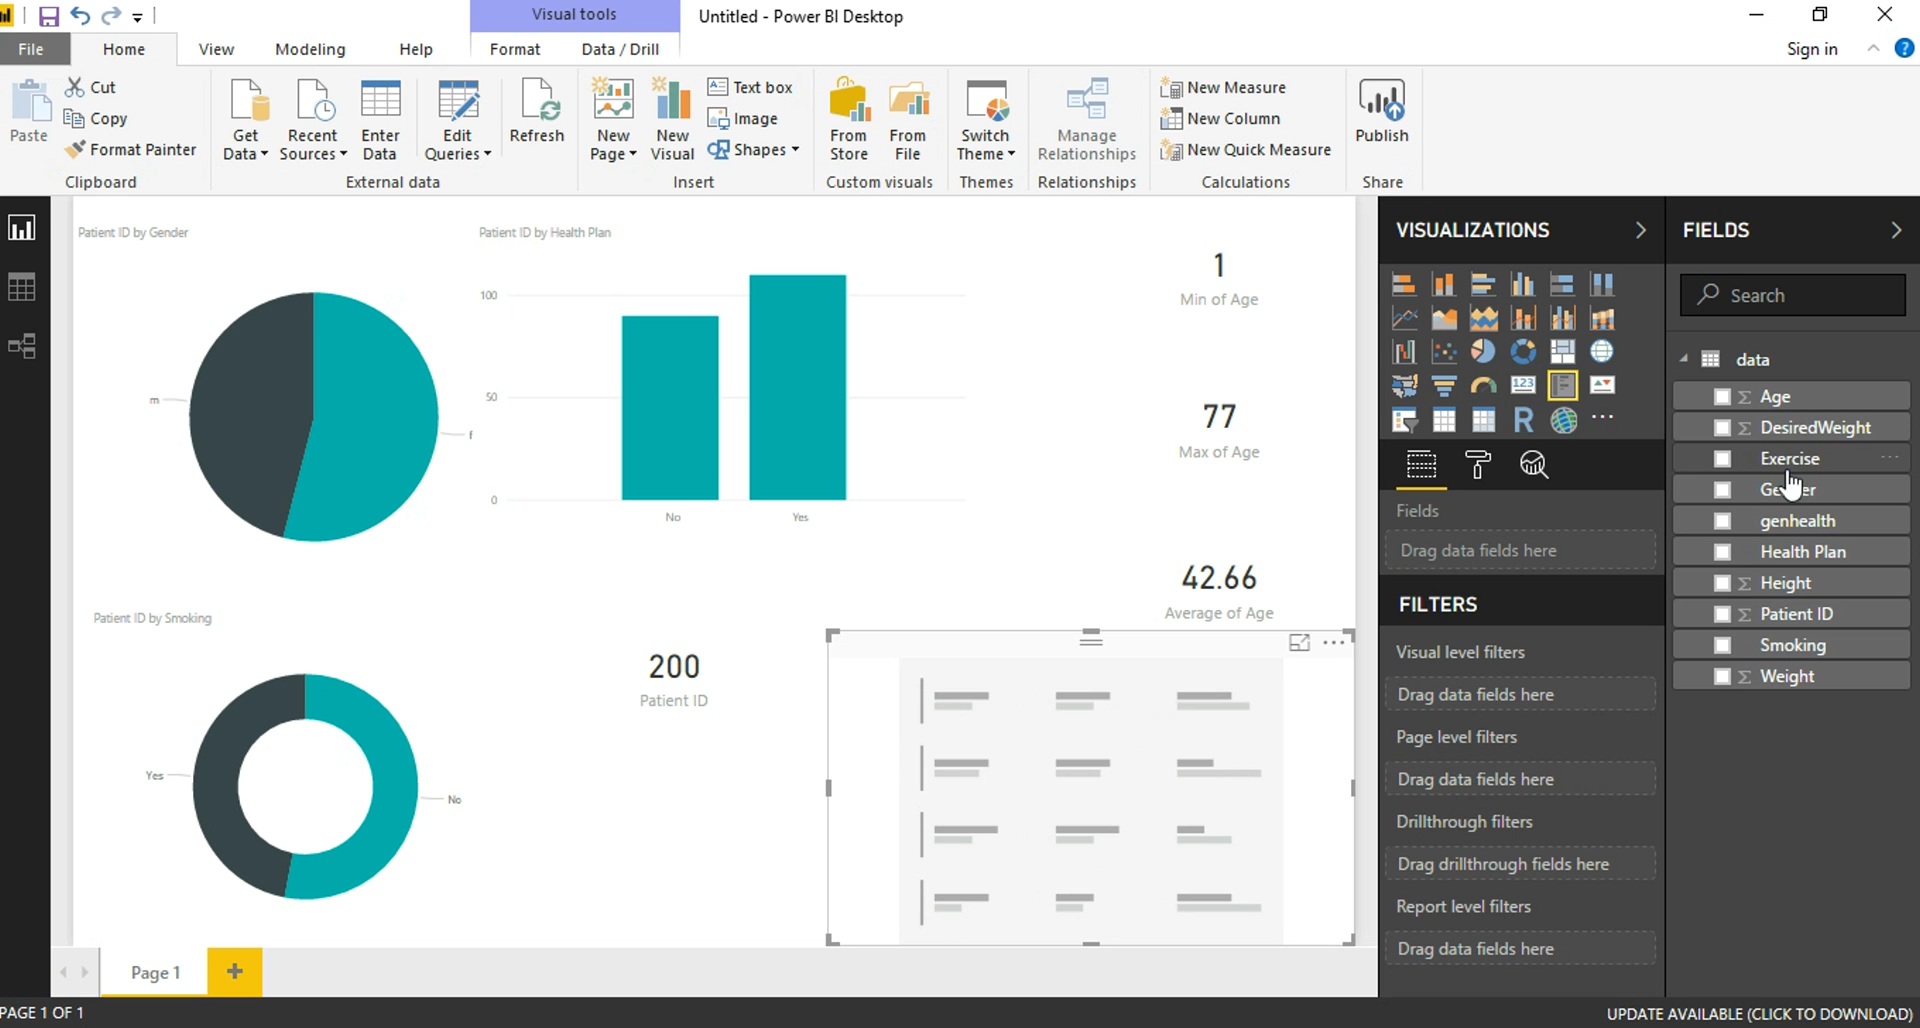 Visual tools
Untitled - Power BI Desktop
File
Home
View
Modeling
Help
Format
Data / Drill
Sign in
?
Paste
Cut
Copy
Format Painter
Clipboard
Get Data
Recent Sources
Enter Data
Edit Queries
Refresh
External data
New Page
New Visual
Text box
Image
Shapes
Insert
From Store
From File
Custom visuals
Switch Theme
Themes
Manage Relationships
Relationships
New Measure
New Column
New Quick Measure
Calculations
Publish
Share
Patient ID by Gender
m
f
Patient ID by Health Plan
100
50
0
No
Yes
1
Min of Age
77
Max of Age
42.66
Average of Age
Patient ID by Smoking
Yes
No
200
Patient ID
VISUALIZATIONS
123
R
Fields
Drag data fields here
FILTERS
Visual level filters
Drag data fields here
Page level filters
Drag data fields here
Drillthrough filters
Drag drillthrough fields here
Report level filters
Drag data fields here
FIELDS
Search
data
Σ Age
Σ DesiredWeight
Exercise
genhealth
Health Plan
Σ Height
Σ Patient ID
Smoking
Σ Weight
Page 1
+
PAGE 1 OF 1
UPDATE AVAILABLE (CLICK TO DOWNLOAD)